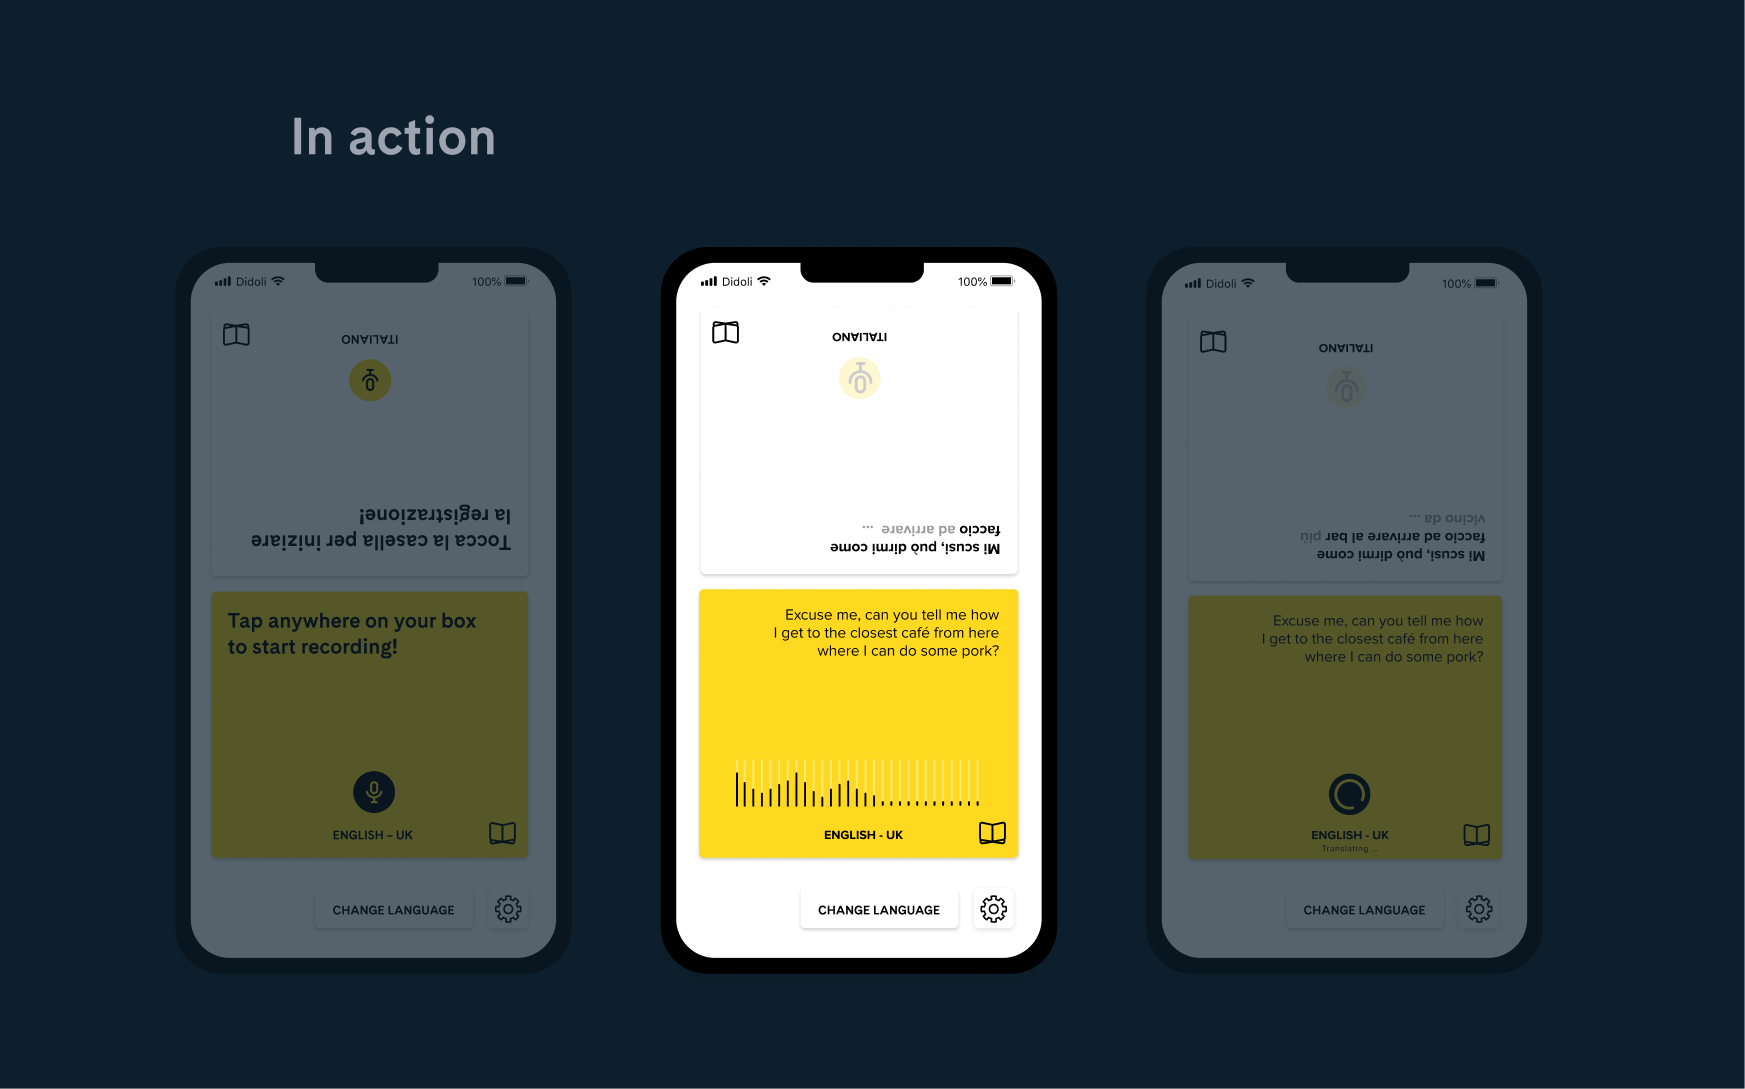 In action
Didoli
100%
ITALIANO
Tocca la casella per iniziare
la registrazione!
Tap anywhere on your box
to start recording!
ENGLISH – UK
CHANGE LANGUAGE
Didoli
100%
ITALIANO
Mi scusi, può dirmi come
faccio ad arrivare ...
Excuse me, can you tell me how
I get to the closest café from here
where I can do some pork?
ENGLISH - UK
CHANGE LANGUAGE
Didoli
100%
ITALIANO
Mi scusi, può dirmi come
faccio ad arrivare al bar più
vicino da ...
Excuse me, can you tell me how
I get to the closest café from here
where I can do some pork?
ENGLISH - UK
Translating ...
CHANGE LANGUAGE